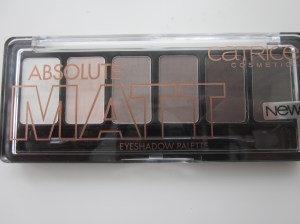 ABSOLUTE
MATT
EYESHADOW PALETTE
CATRICE
COSMETICS
NEW